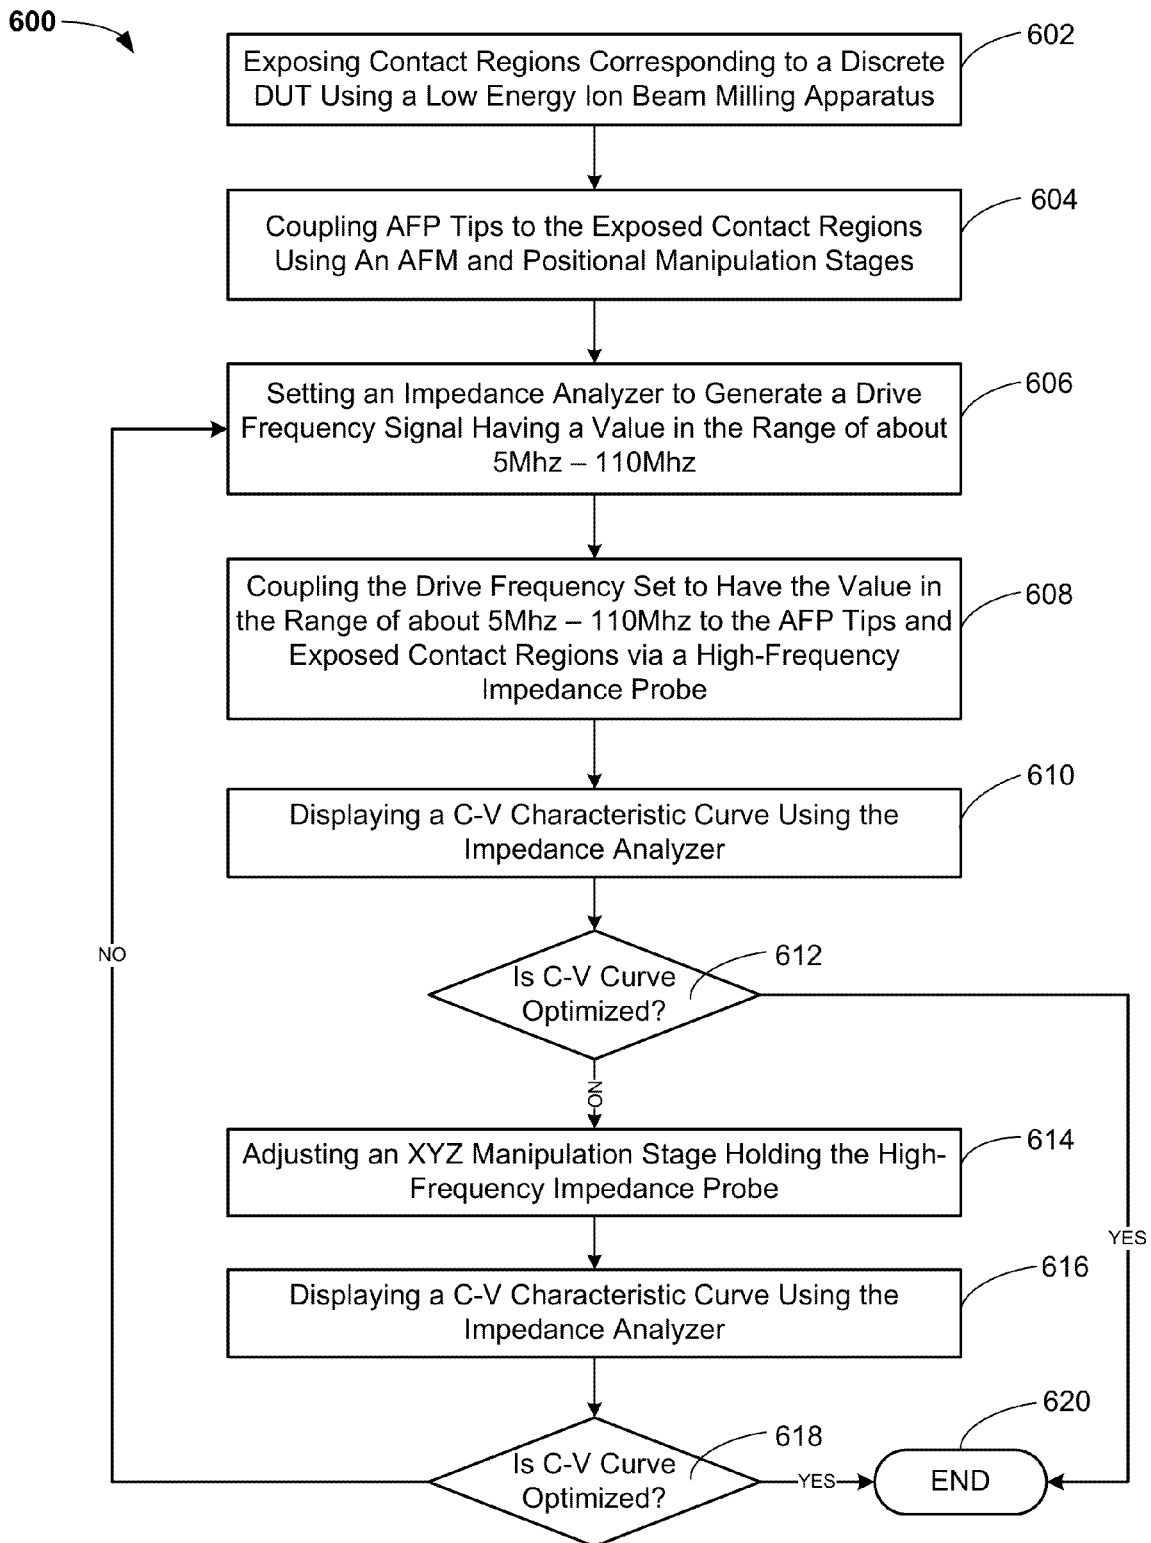 600
602
Exposing Contact Regions Corresponding to a Discrete
DUT Using a Low Energy Ion Beam Milling Apparatus
604
Coupling AFP Tips to the Exposed Contact Regions
Using An AFM and Positional Manipulation Stages
606
Setting an Impedance Analyzer to Generate a Drive
Frequency Signal Having a Value in the Range of about
5Mhz – 110Mhz
608
Coupling the Drive Frequency Set to Have the Value in
the Range of about 5Mhz – 110Mhz to the AFP Tips and
Exposed Contact Regions via a High-Frequency
Impedance Probe
610
Displaying a C-V Characteristic Curve Using the
Impedance Analyzer
NO
612
Is C-V Curve
Optimized?
NO
614
Adjusting an XYZ Manipulation Stage Holding the High-
Frequency Impedance Probe
YES
616
Displaying a C-V Characteristic Curve Using the
Impedance Analyzer
620
618
Is C-V Curve
Optimized?
YES
END